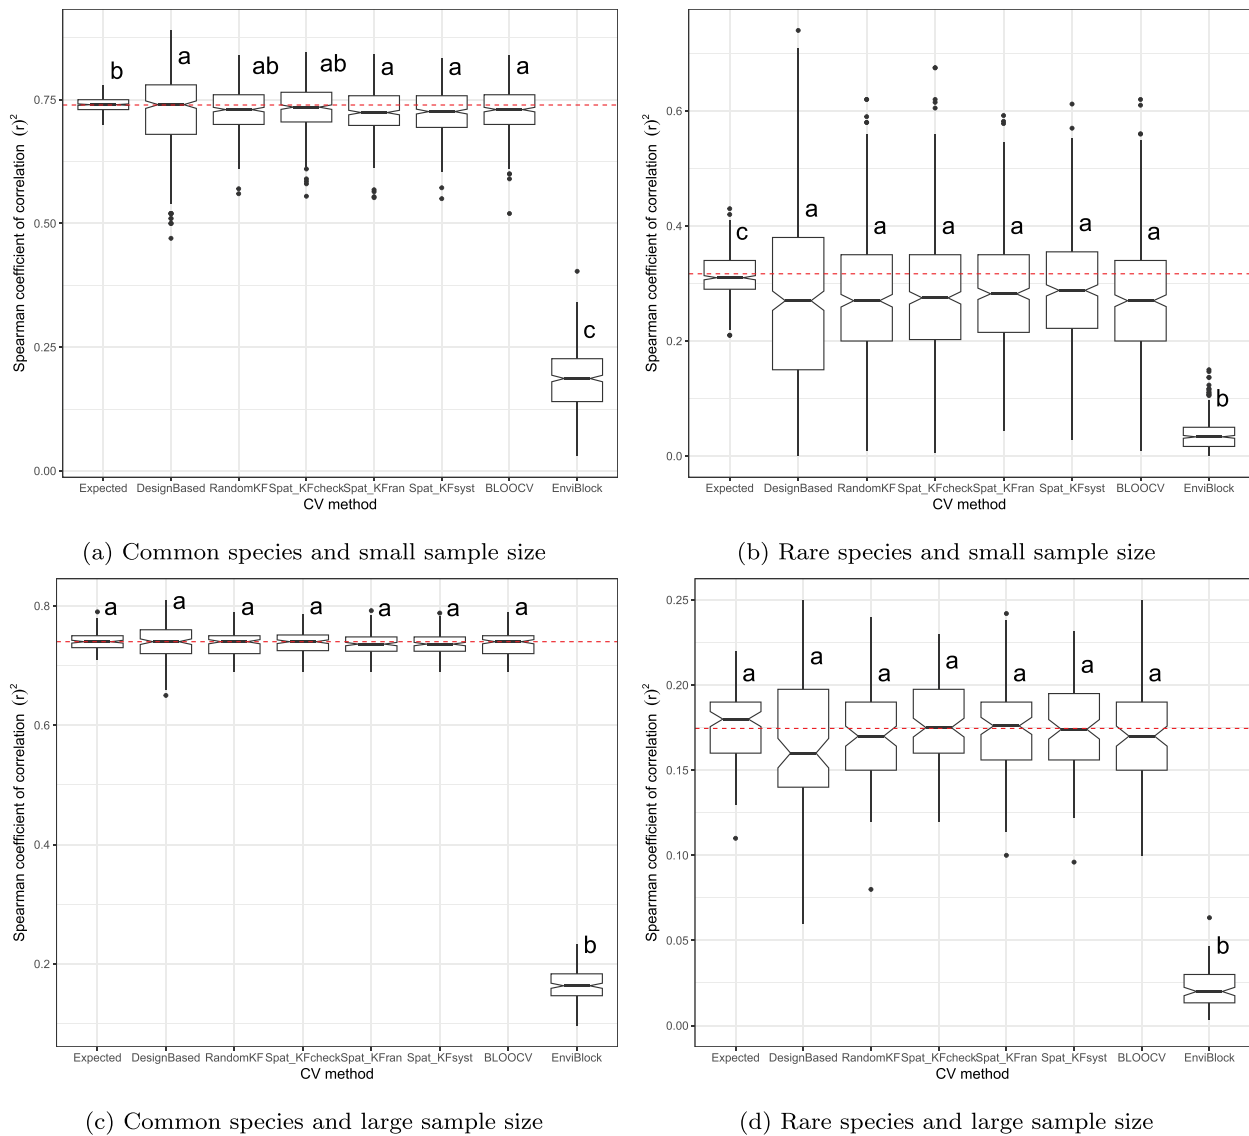 Spearman coefficient of correlation (r)²
0.75
0.50
0.25
0.00
b a ab ab a a a c
Expected DesignBased RandomKF Spat_KFcheck Spat_KFran Spat_KFsyst BLOOCV EnviBlock
CV method
(a) Common species and small sample size
Spearman coefficient of correlation (r)²
0.6
0.4
0.2
0.0
c a a a a a a b
Expected DesignBased RandomKF Spat_KFcheck Spat_KFran Spat_KFsyst BLOOCV EnviBlock
CV method
(b) Rare species and small sample size
Spearman coefficient of correlation (r)²
0.8
0.6
0.4
0.2
a a a a a a a b
Expected DesignBased RandomKF Spat_KFcheck Spat_KFran Spat_KFsyst BLOOCV EnviBlock
CV method
(c) Common species and large sample size
Spearman coefficient of correlation (r)²
0.25
0.20
0.15
0.10
0.05
0.00
a a a a a a a b
Expected DesignBased RandomKF Spat_KFcheck Spat_KFran Spat_KFsyst BLOOCV EnviBlock
CV method
(d) Rare species and large sample size